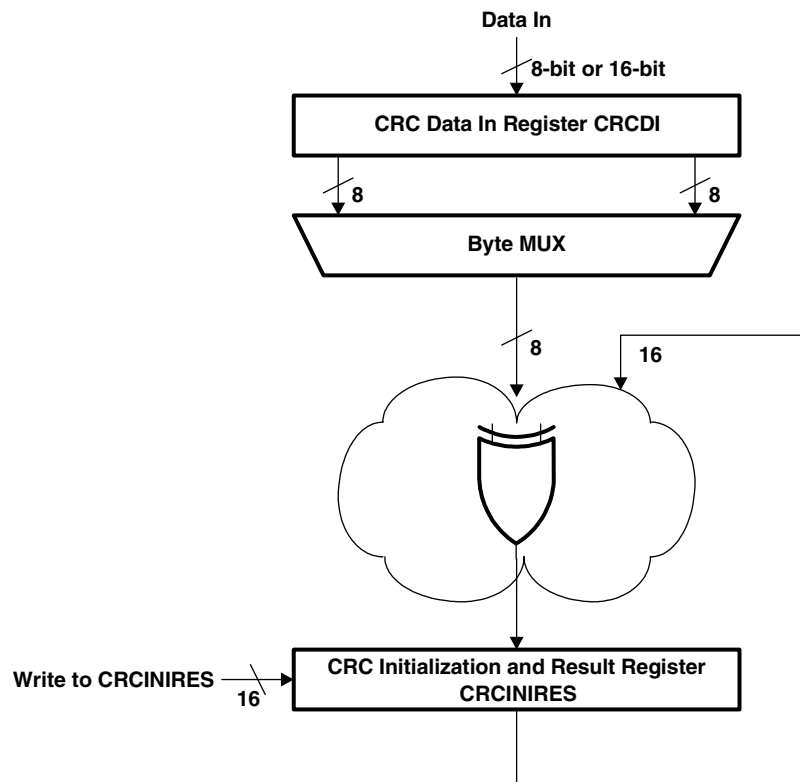 Data In
8-bit or 16-bit
CRC Data In Register CRCDI
8
8
Byte MUX
8
16
Write to CRCINIRES
16
CRC Initialization and Result Register
CRCINIRES